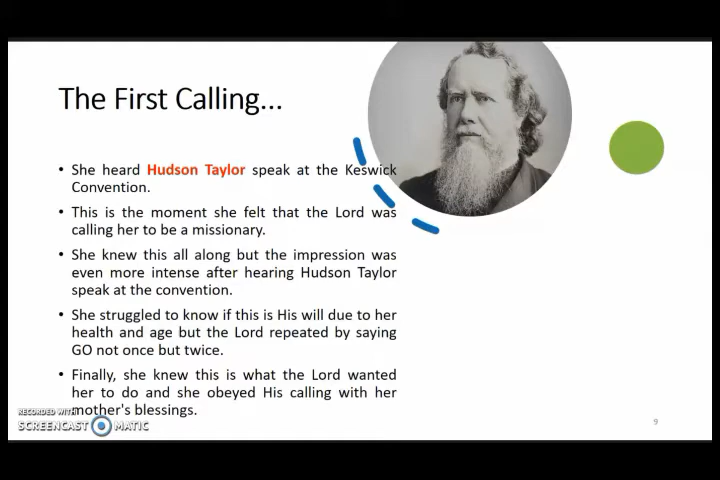 The First Calling...
• She heard Hudson Taylor speak at the Keswick
Convention.
• This is the moment she felt that the Lord was
calling her to be a missionary.
• She knew this all along but the impression was
even more intense after hearing Hudson Taylor
speak at the convention.
• She struggled to know if this is His will due to her
health and age but the Lord repeated by saying
GO not once but twice.
• Finally, she knew this is what the Lord wanted
her to do and she obeyed His calling with her
mother's blessings.
RECORDED WITH
SCREENCAST MATIC
9